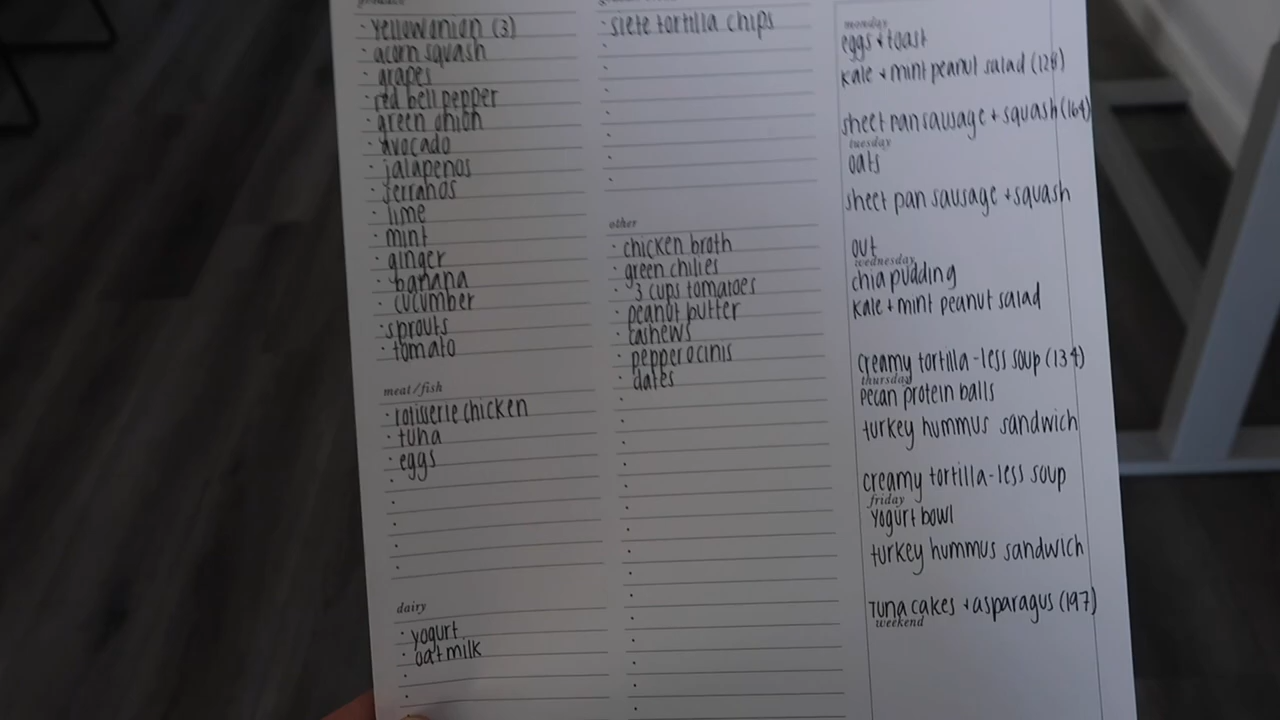 · yellow onion (3)
· acorn squash
· grapes
· red bell pepper
· green onion
· avocado
· jalapenos
· serranos
· lime
· mint
· ginger
· banana
· cucumber
· sprouts
· tomato
meat/fish
· rotisserie chicken
· tuna
· eggs
dairy
· yogurt
· oat milk
· siete tortilla chips
other
· chicken broth
· green chilies
· 3 cups tomatoes
· peanut butter
· cashews
· pepperocinis
· dates
monday
eggs + toast
kale + mint peanut salad (128)
sheet pan sausage + squash (164)
tuesday
oats
sheet pan sausage + squash
out
wednesday
chia pudding
kale + mint peanut salad
creamy tortilla-less soup (134)
thursday
pecan protein balls
turkey hummus sandwich
creamy tortilla-less soup
friday
yogurt bowl
turkey hummus sandwich
Tuna cakes + asparagus (197)
weekend